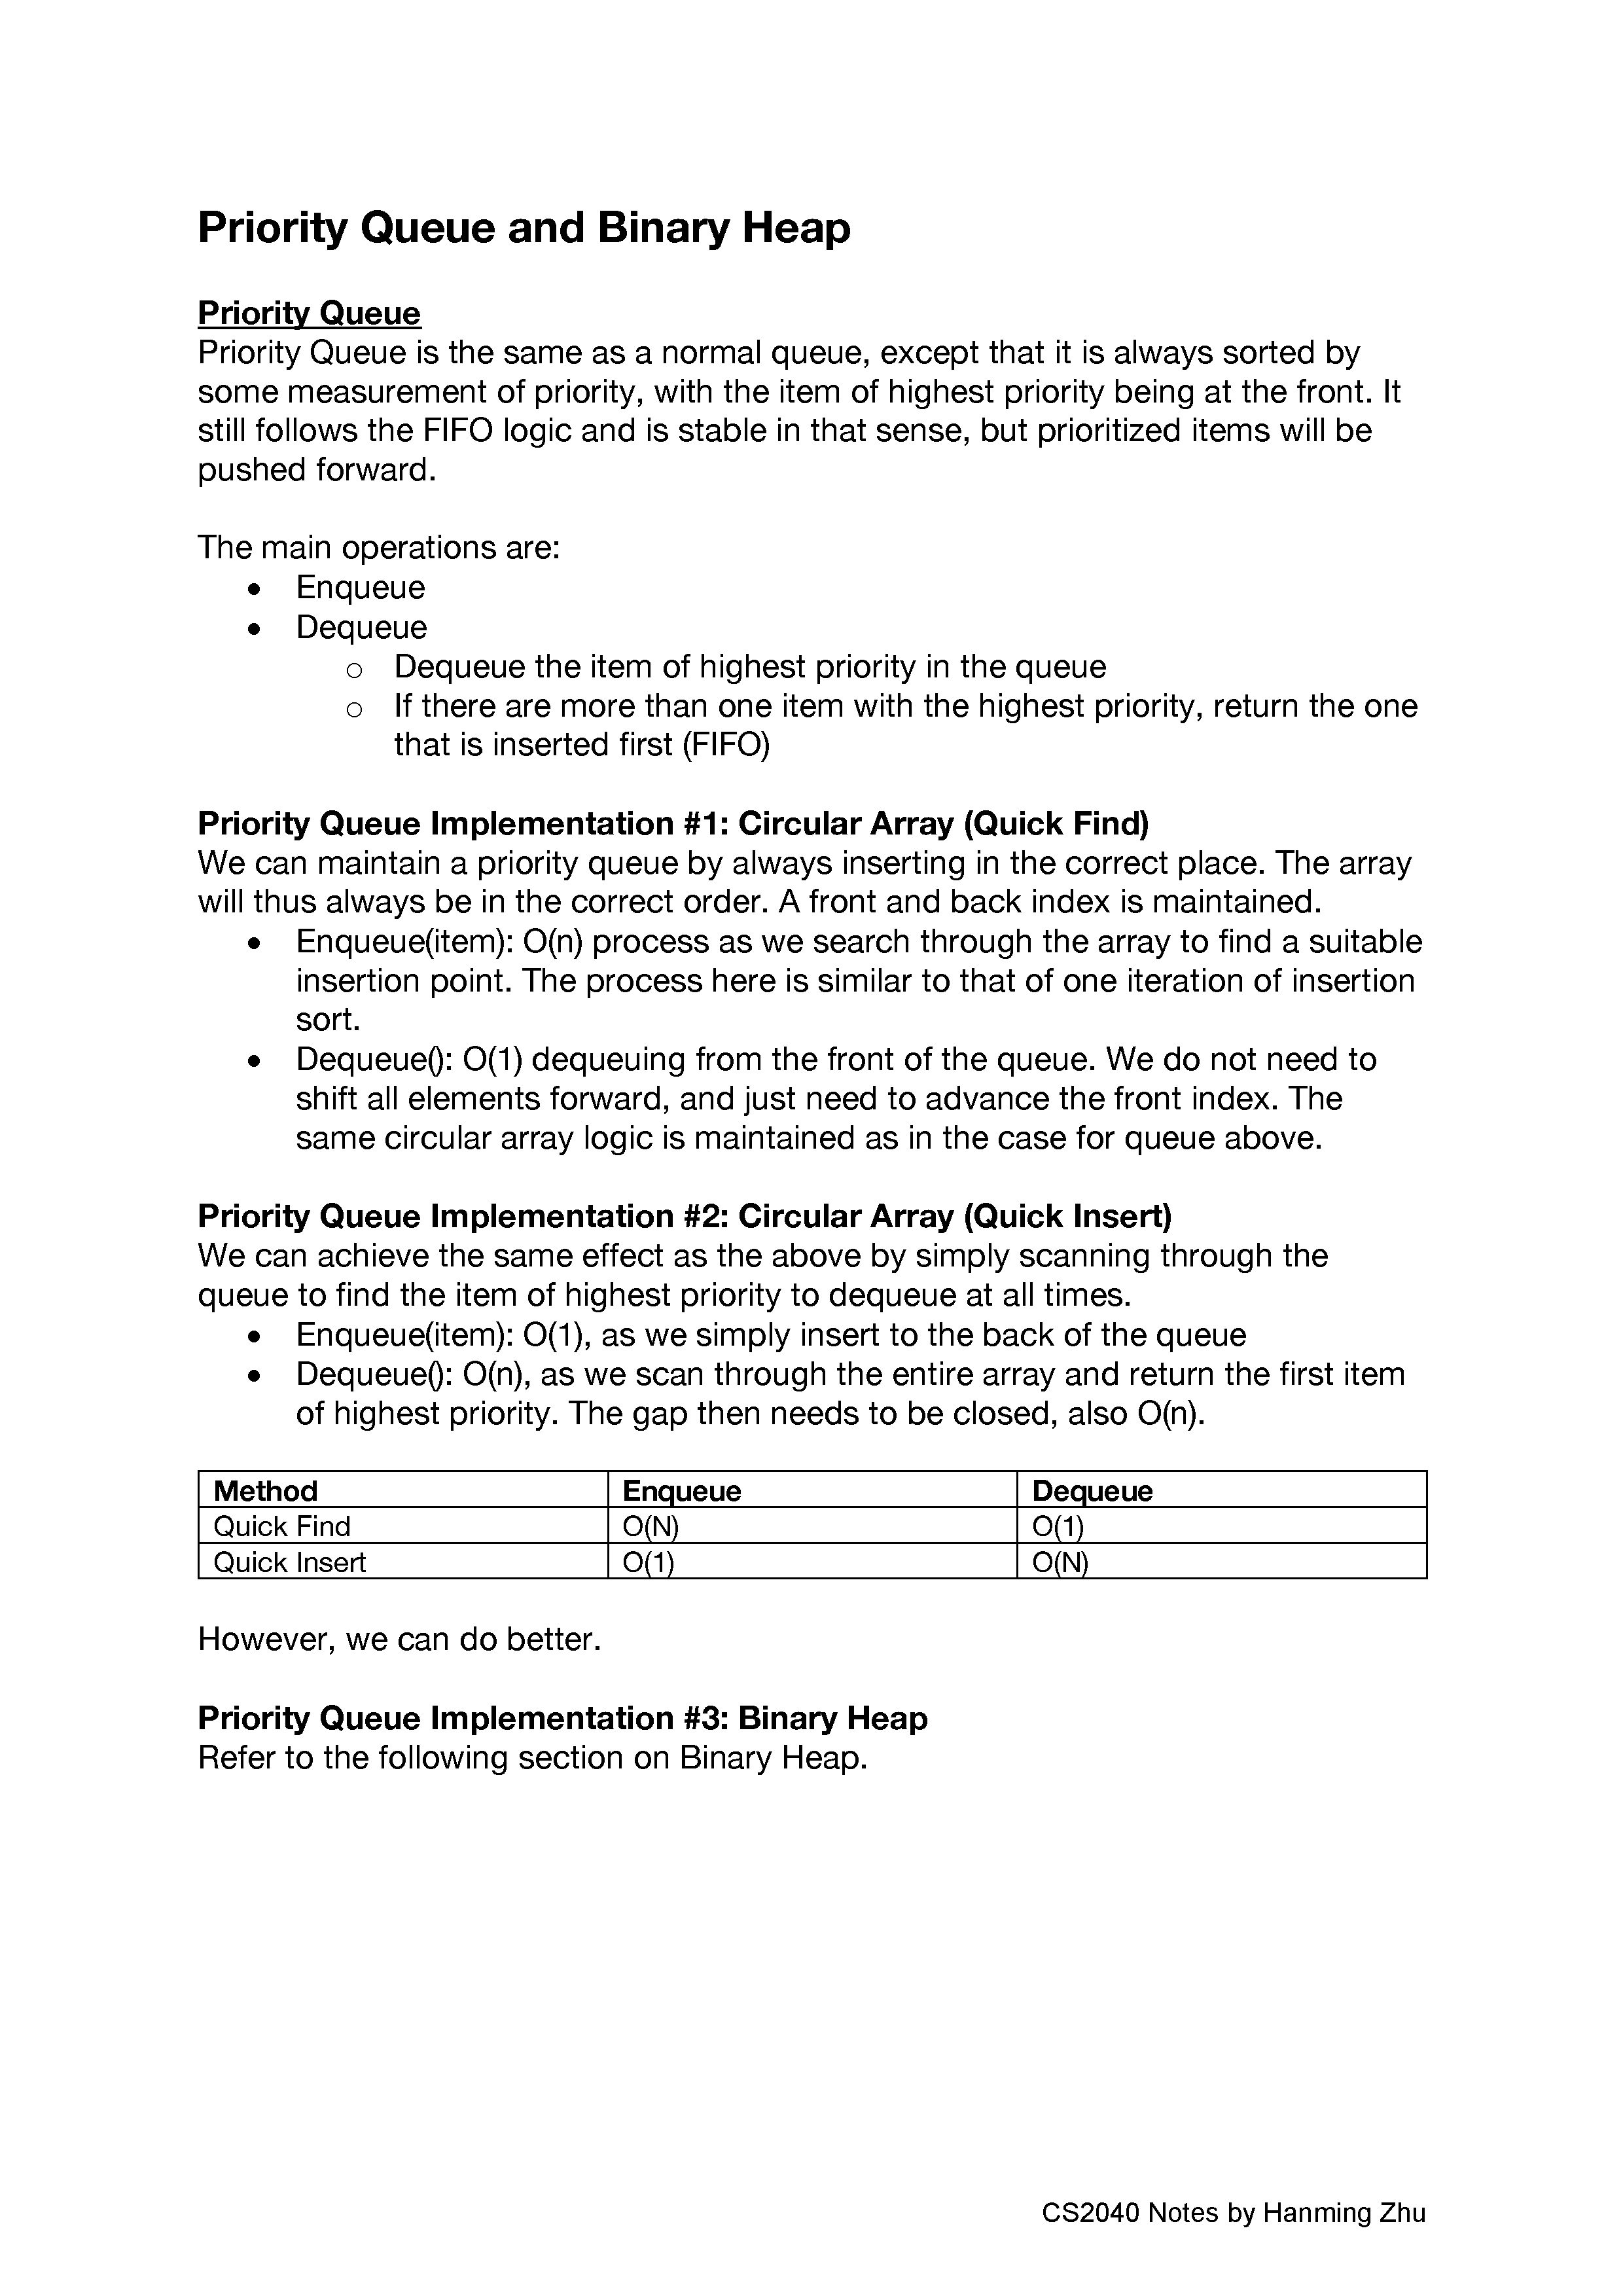 Priority Queue and Binary Heap
Priority Queue
Priority Queue is the same as a normal queue, except that it is always sorted by
some measurement of priority, with the item of highest priority being at the front. It
still follows the FIFO logic and is stable in that sense, but prioritized items will be
pushed forward.
The main operations are:
• Enqueue
• Dequeue
o Dequeue the item of highest priority in the queue
o If there are more than one item with the highest priority, return the one
that is inserted first (FIFO)
Priority Queue Implementation #1: Circular Array (Quick Find)
We can maintain a priority queue by always inserting in the correct place. The array
will thus always be in the correct order. A front and back index is maintained.
• Enqueue(item): O(n) process as we search through the array to find a suitable
insertion point. The process here is similar to that of one iteration of insertion
sort.
• Dequeue(): O(1) dequeuing from the front of the queue. We do not need to
shift all elements forward, and just need to advance the front index. The
same circular array logic is maintained as in the case for queue above.
Priority Queue Implementation #2: Circular Array (Quick Insert)
We can achieve the same effect as the above by simply scanning through the
queue to find the item of highest priority to dequeue at all times.
• Enqueue(item): O(1), as we simply insert to the back of the queue
• Dequeue(): O(n), as we scan through the entire array and return the first item
of highest priority. The gap then needs to be closed, also O(n).
Method Enqueue Dequeue
Quick Find O(N) O(1)
Quick Insert O(1) O(N)
However, we can do better.
Priority Queue Implementation #3: Binary Heap
Refer to the following section on Binary Heap.
CS2040 Notes by Hanming Zhu